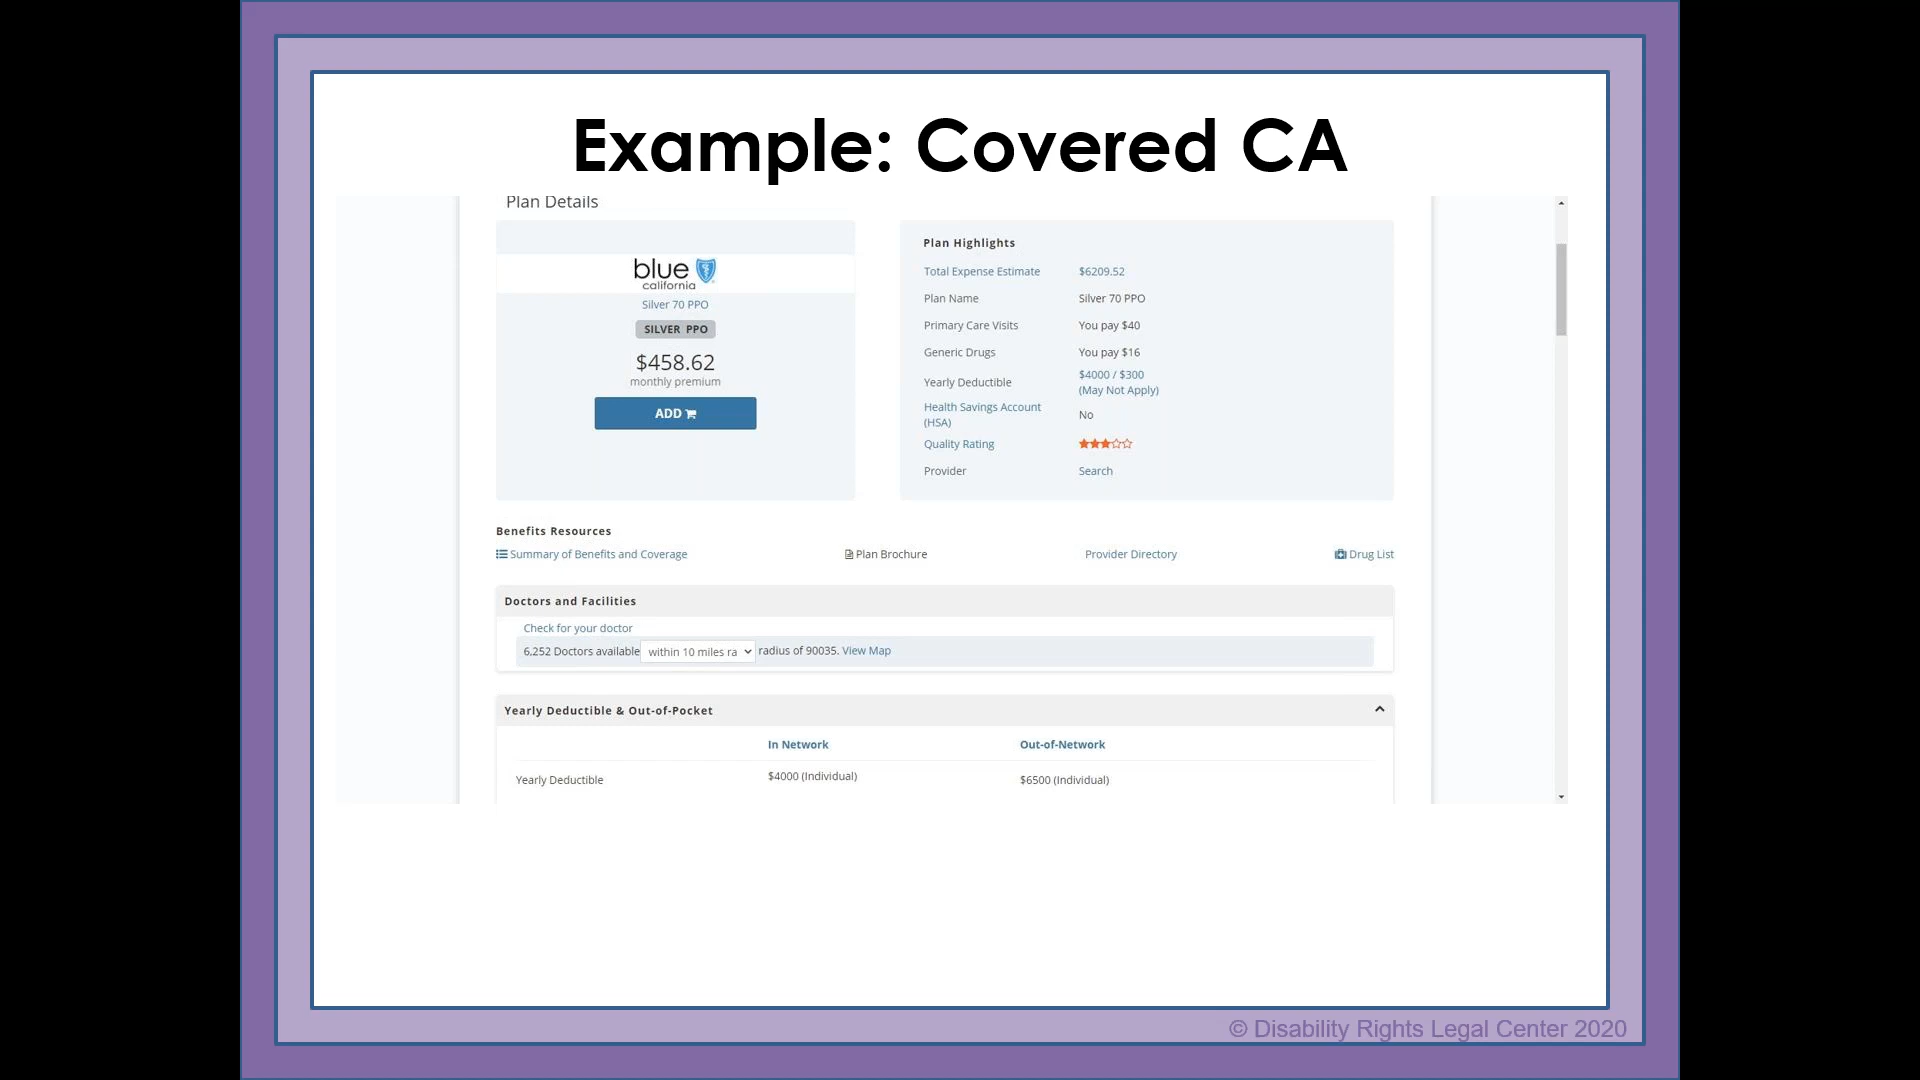 Example: Covered CA
Plan Details
blue
california
Silver 70 PPO
SILVER PPO
$458.62
monthly premium
ADD
Plan Highlights
Total Expense Estimate $6209.52
Plan Name Silver 70 PPO
Primary Care Visits You pay $40
Generic Drugs You pay $16
Yearly Deductible $4000 / $300
(May Not Apply)
Health Savings Account
(HSA) No
Quality Rating
Provider Search
Benefits Resources
Summary of Benefits and Coverage Plan Brochure Provider Directory Drug List
Doctors and Facilities
Check for your doctor
6,252 Doctors available within 10 miles ra radius of 90035. View Map
Yearly Deductible & Out-of-Pocket
In Network Out-of-Network
Yearly Deductible $4000 (Individual) $6500 (Individual)
© Disability Rights Legal Center 2020